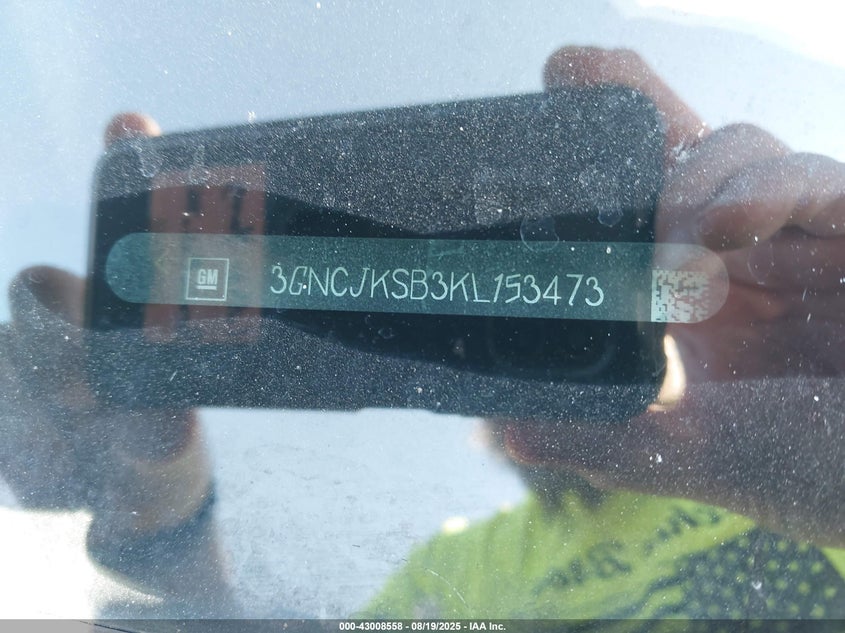 GM 3GNCJKSB3KL153473
000-43008558 - 08/19/2025 - IAA Inc.